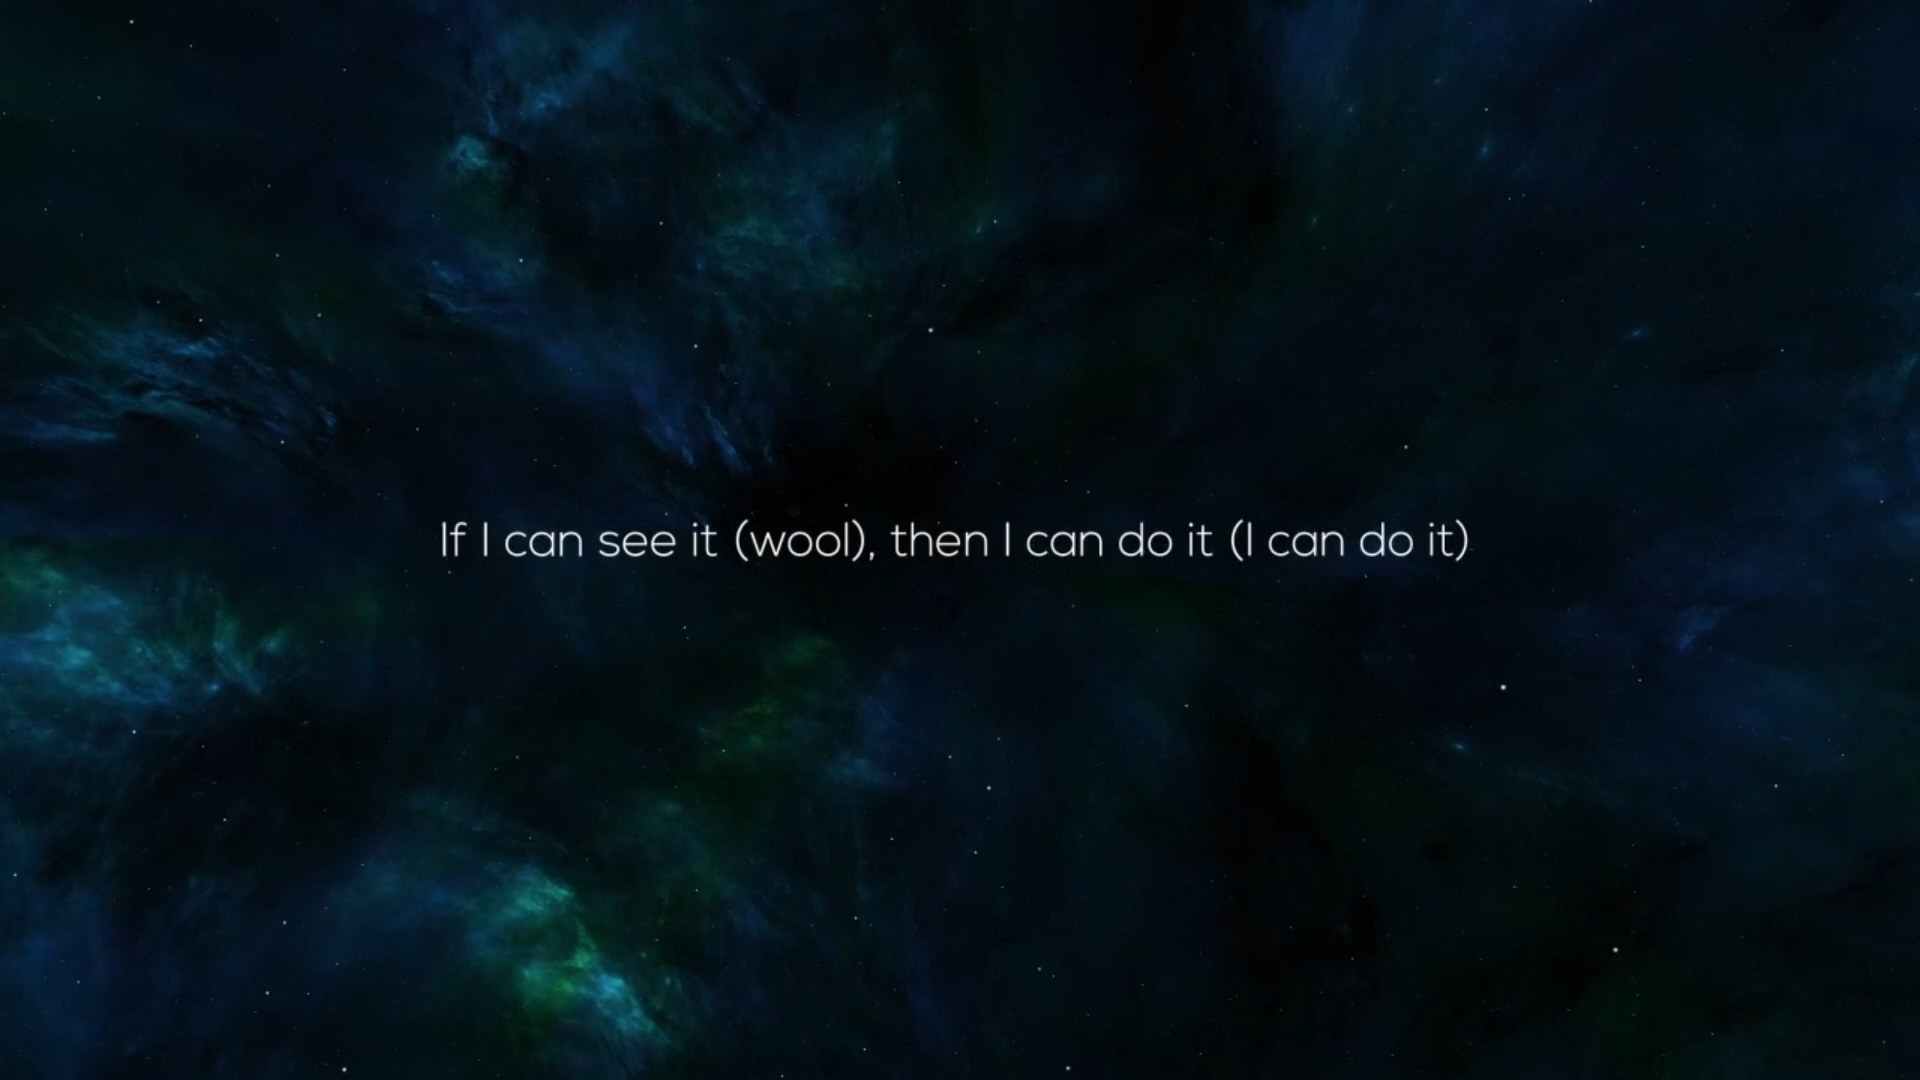 If I can see it (wool), then I can do it (I can do it)